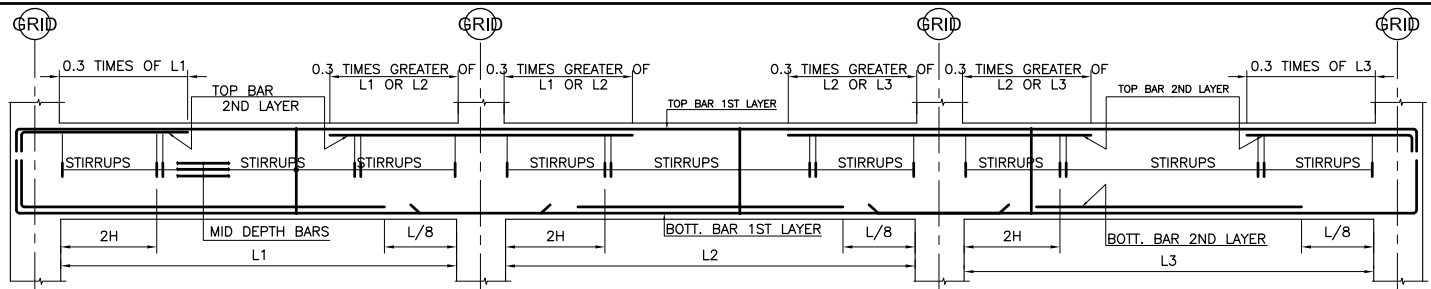 GRID GRID GRID GRID
0.3 TIMES OF L1
0.3 TIMES GREATER OF
L1 OR L2
0.3 TIMES GREATER OF
L1 OR L2
0.3 TIMES GREATER OF
L2 OR L3
0.3 TIMES GREATER OF
L2 OR L3
0.3 TIMES OF L3
TOP BAR
2ND LAYER
TOP BAR 1ST LAYER
TOP BAR 2ND LAYER
STIRRUPS STIRRUPS STIRRUPS STIRRUPS STIRRUPS STIRRUPS STIRRUPS STIRRUPS STIRRUPS
2H
MID DEPTH BARS
L/8
2H
BOTT. BAR 1ST LAYER
L/8
2H
BOTT. BAR 2ND LAYER
L/8
L1
L2
L3